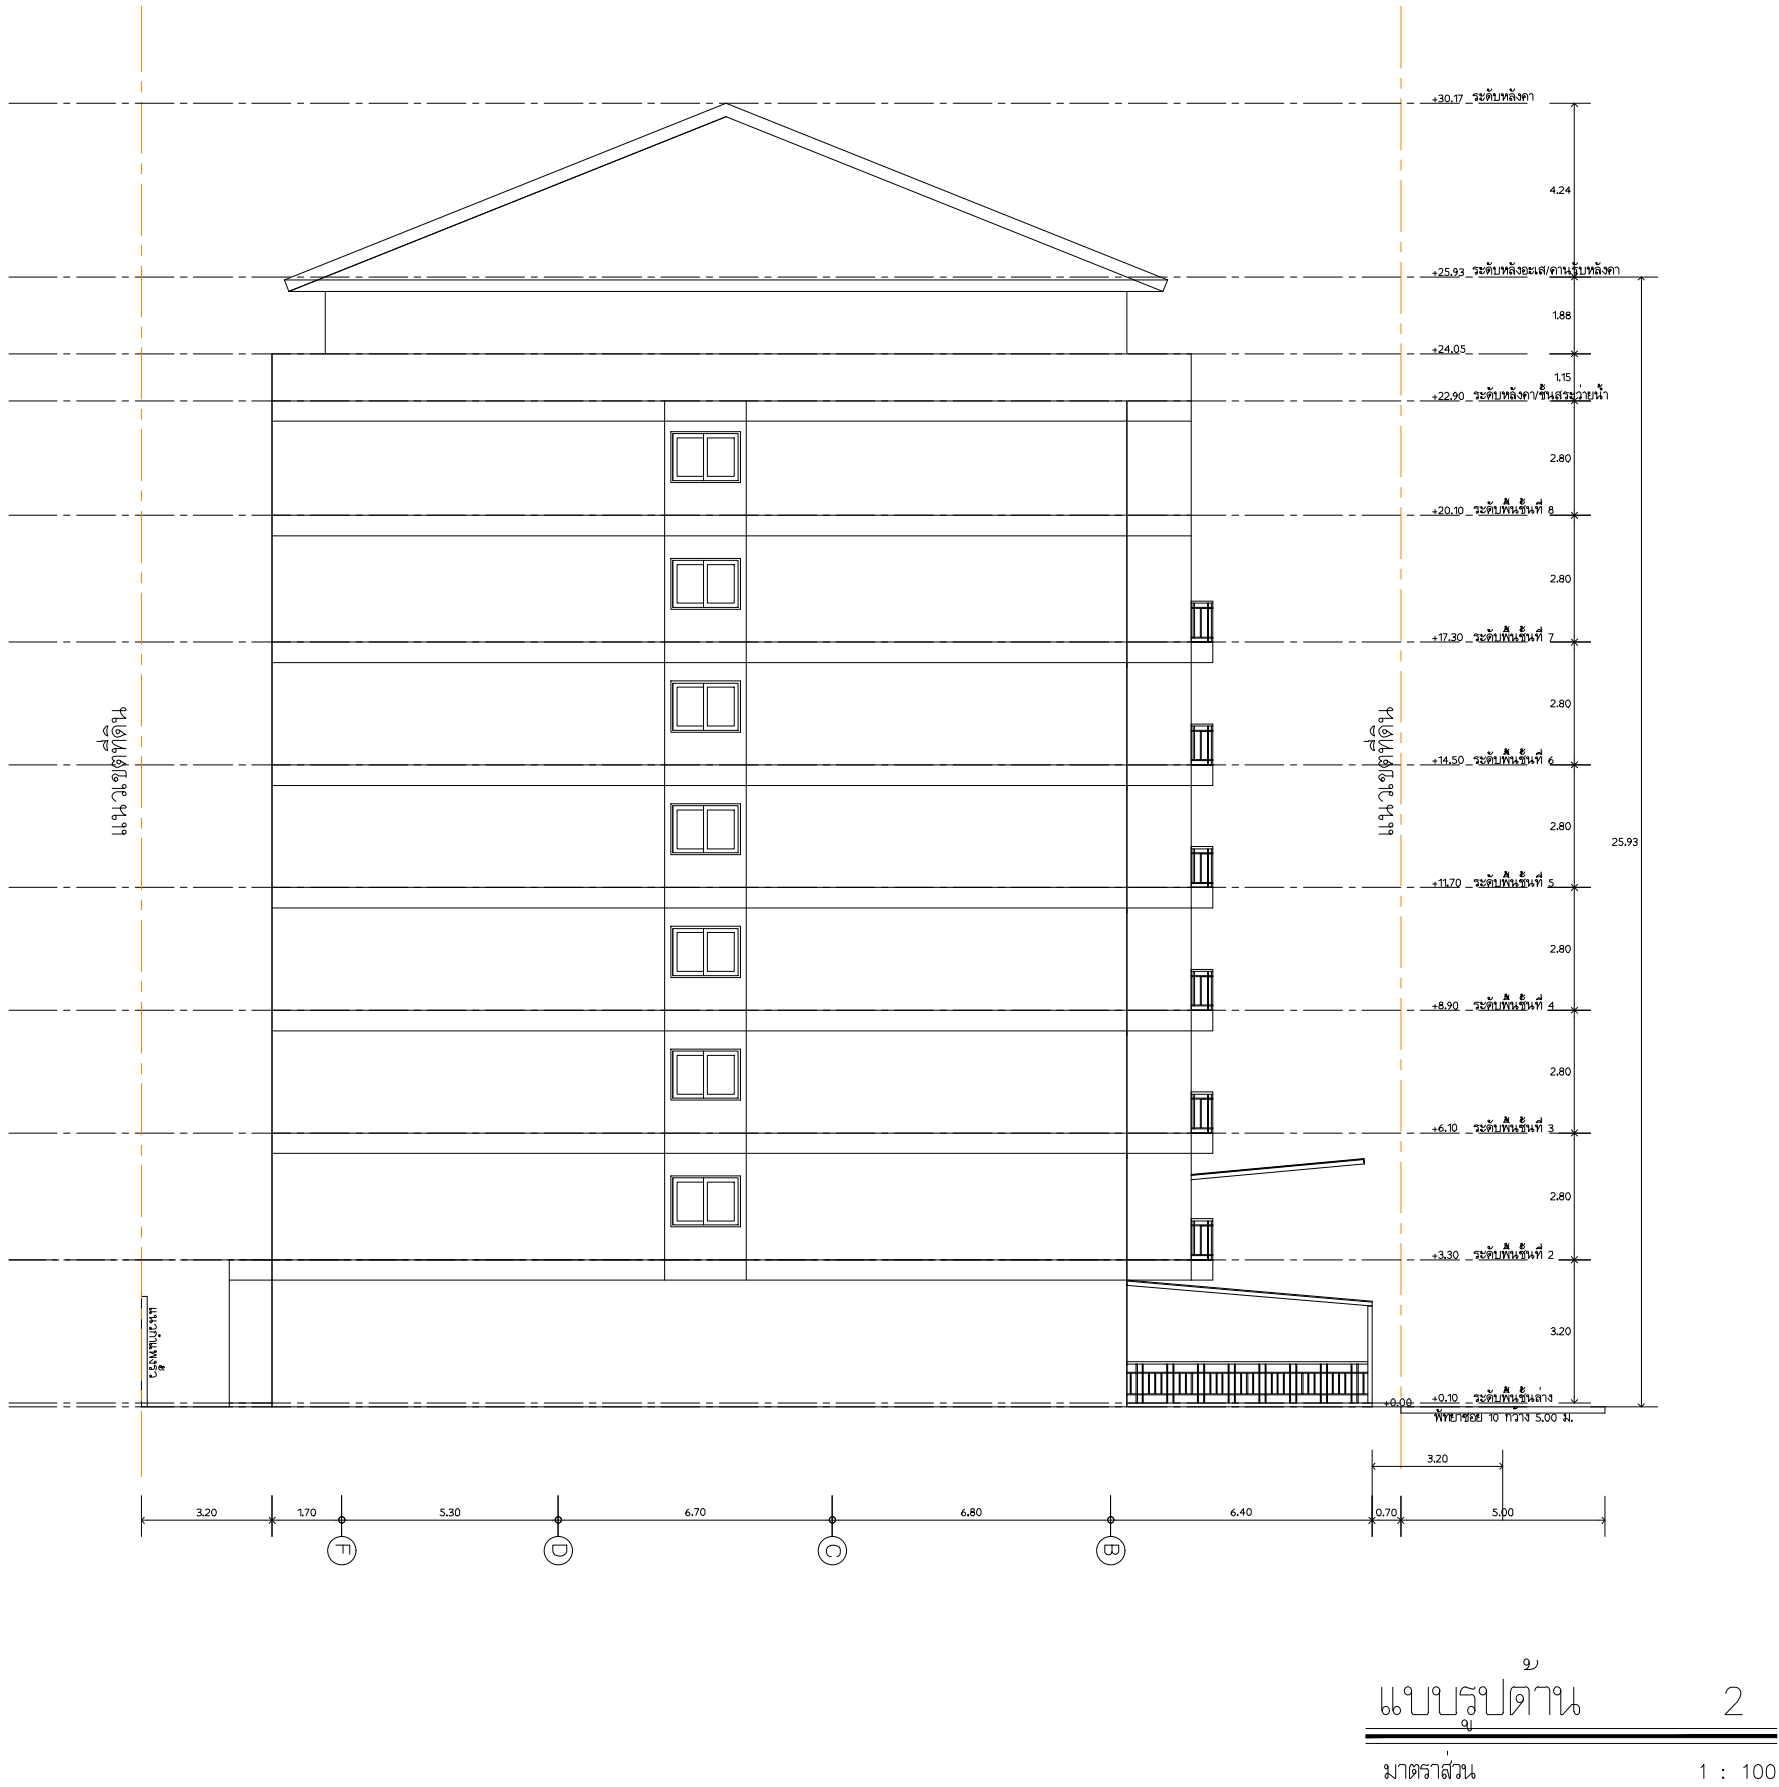 +30.17 ระดับหลังคา
4.24
+25.93 ระดับหลังอะเส/คานรับหลังคา
1.88
+24.05
1.15
+22.90 ระดับหลังคา/ชั้นสระว่ายน้ำ
2.80
+20.10 ระดับพื้นชั้นที่ 8
2.80
+17.30 ระดับพื้นชั้นที่ 7
2.80
แนวเขตที่ดิน
แนวเขตที่ดิน
+14.50 ระดับพื้นชั้นที่ 6
2.80
25.93
+11.70 ระดับพื้นชั้นที่ 5
2.80
+8.90 ระดับพื้นชั้นที่ 4
2.80
+6.10 ระดับพื้นชั้นที่ 3
2.80
+3.30 ระดับพื้นชั้นที่ 2
แนวกำแพงรั้ว
3.20
+0.10 ระดับพื้นชั้นล่าง
+0.00
พัทยาซอย 10 กว้าง 5.00 ม.
3.20
3.20 1.70 5.30 6.70 6.80 6.40 0.70 5.00
F D C B
แบบรูปด้าน 2
มาตราส่วน 1 : 100